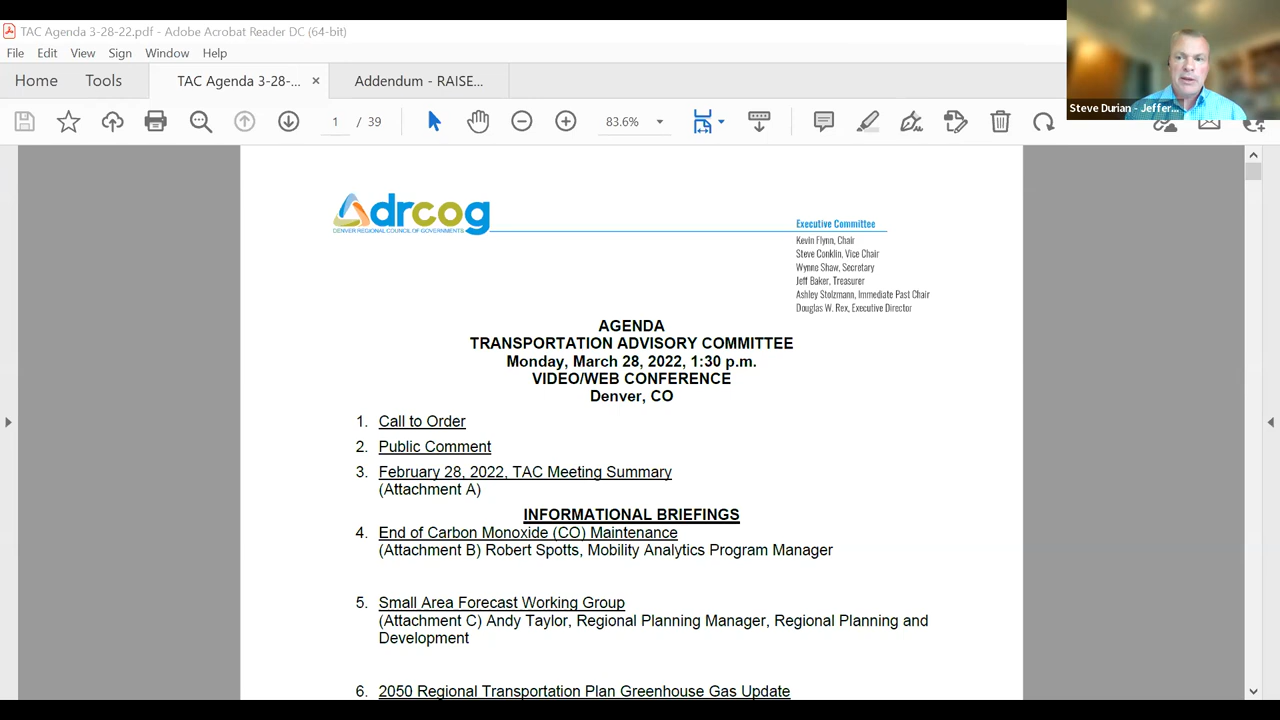 TAC Agenda 3-28-22.pdf - Adobe Acrobat Reader DC (64-bit)
File Edit View Sign Window Help
Home Tools TAC Agenda 3-28-... × Addendum - RAISE...
1 / 39 83.6%
Steve Durian - Jeffer...
drcog
DENVER REGIONAL COUNCIL OF GOVERNMENTS
Executive Committee
Kevin Flynn, Chair
Steve Conklin, Vice Chair
Wynne Shaw, Secretary
Jeff Baker, Treasurer
Ashley Stolzmann, Immediate Past Chair
Douglas W. Rex, Executive Director
AGENDA
TRANSPORTATION ADVISORY COMMITTEE
Monday, March 28, 2022, 1:30 p.m.
VIDEO/WEB CONFERENCE
Denver, CO
1. Call to Order
2. Public Comment
3. February 28, 2022, TAC Meeting Summary
(Attachment A)
INFORMATIONAL BRIEFINGS
4. End of Carbon Monoxide (CO) Maintenance
(Attachment B) Robert Spotts, Mobility Analytics Program Manager
5. Small Area Forecast Working Group
(Attachment C) Andy Taylor, Regional Planning Manager, Regional Planning and
Development
6. 2050 Regional Transportation Plan Greenhouse Gas Update